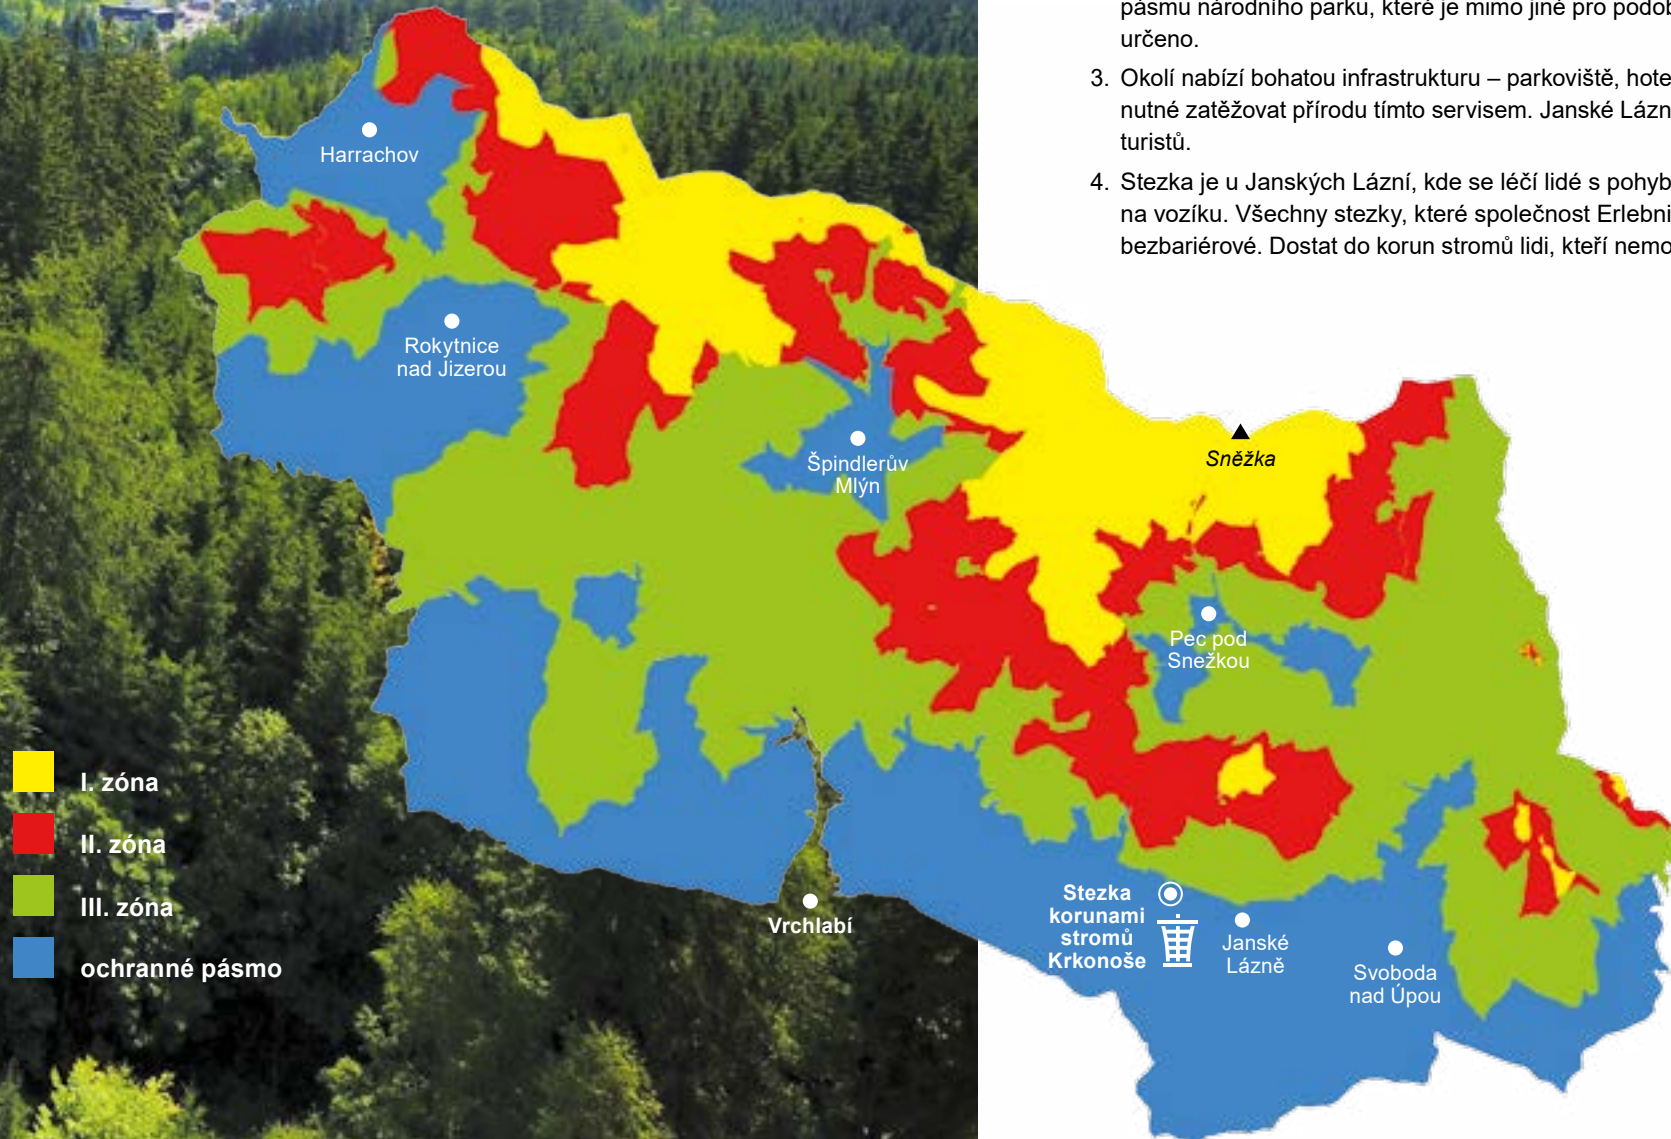 pásmu národního parku, které je mimo jiné pro podob
určeno.
3. Okolí nabízí bohatou infrastrukturu – parkoviště, hote
nutné zatěžovat přírodu tímto servisem. Janské Lázn
turistů.
4. Stezka je u Janských Lázní, kde se léčí lidé s pohyb
na vozíku. Všechny stezky, které společnost Erlebni
bezbariérové. Dostat do korun stromů lidi, kteří nemo
Harrachov
Rokytnice
nad Jizerou
Špindlerův
Mlýn
Sněžka
Pec pod
Snežkou
I. zóna
II. zóna
III. zóna
ochranné pásmo
Vrchlabí
Stezka
korunami
stromů
Krkonoše
Janské
Lázně
Svoboda
nad Úpou